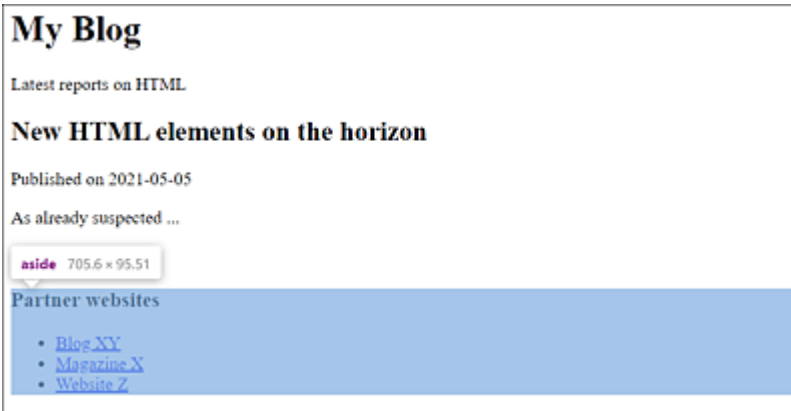 My Blog
Latest reports on HTML
New HTML elements on the horizon
Published on 2021-05-05
As already suspected ...
aside 705.6 × 95.51
Partner websites
• Blog XY
• Magazine X
• Website Z